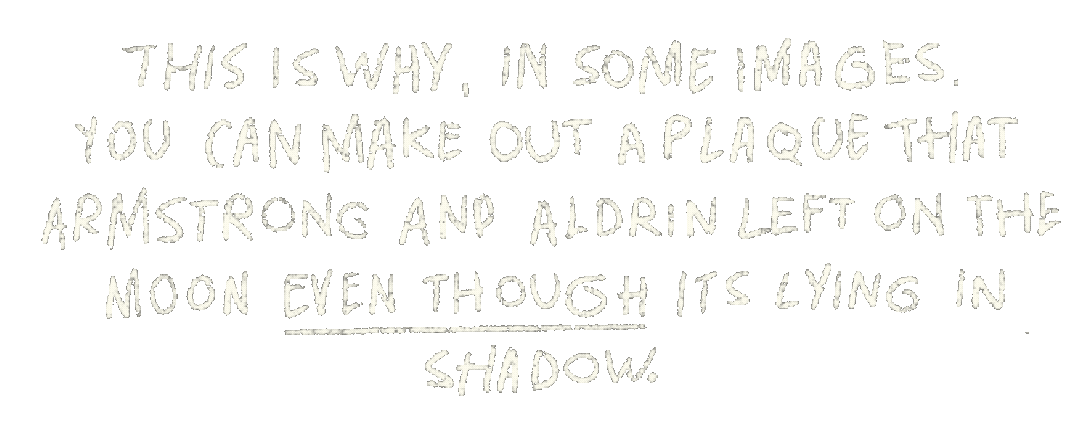 THIS IS WHY, IN SOME IMAGES.
YOU CAN MAKE OUT A PLAQUE THAT
ARMSTRONG AND ALDRIN LEFT ON THE
MOON EVEN THOUGH ITS LYING IN
SHADOW.